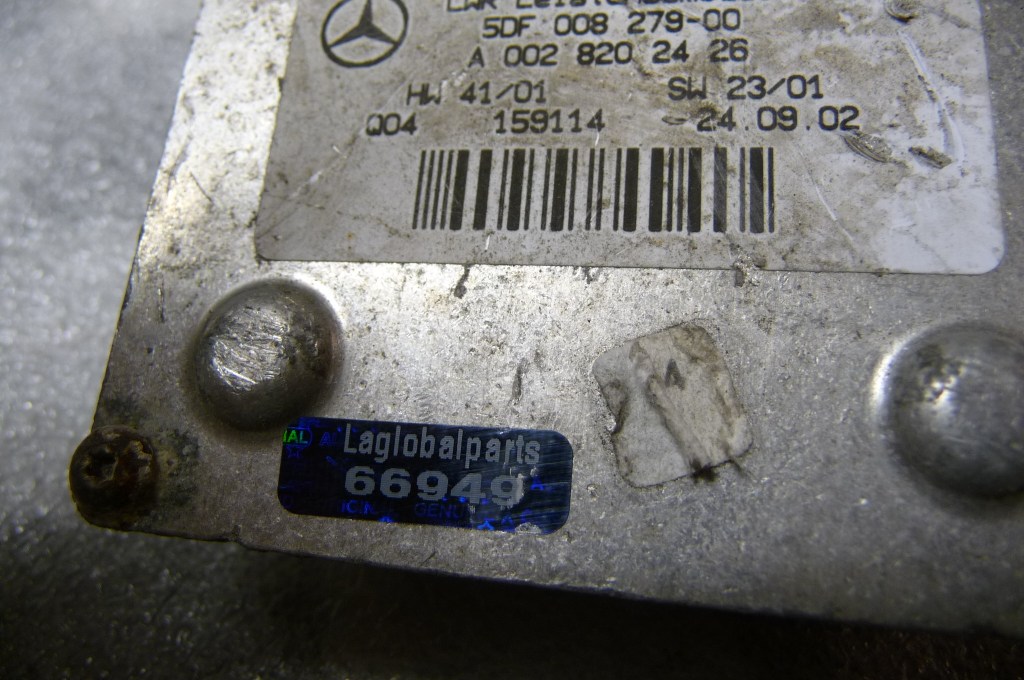 LWR
5DF 008 279-00
A 002 820 24 26
HW 41/01 SW 23/01
Q04 159114 24.09.02
A
Laglobalparts
66949